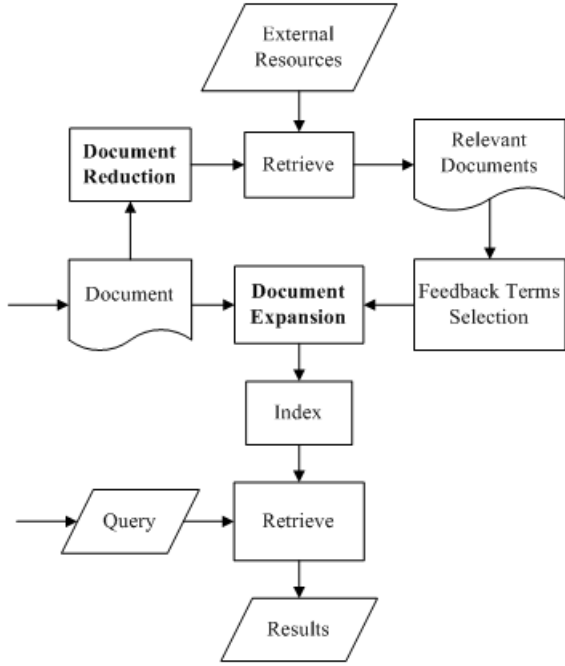 External
Resources
Document
Reduction
Retrieve
Relevant
Documents
Document
Document
Expansion
Feedback Terms
Selection
Index
Query
Retrieve
Results